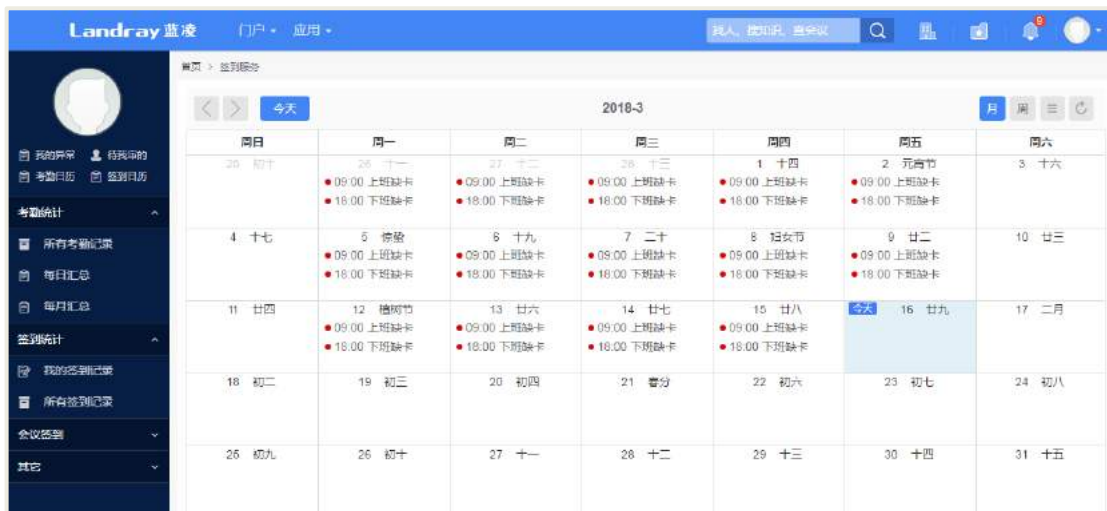 Landray 蓝凌 门户 应用 找人、搜知识、查会议 9
首页 > 签到服务
今天 2018-3 月 周
我的异常 待我审的
考勤日历 签到日历
考勤统计
所有考勤记录
每日汇总
每月汇总
签到统计
我的签到记录
所有签到记录
会议签到
其它
周日 周一 周二 周三 周四 周五 周六
25 初十 26 十一 27 十二 28 十三 1 十四 2 元宵节 3 十六
09:00 上班缺卡 09:00 上班缺卡 09:00 上班缺卡 09:00 上班缺卡 09:00 上班缺卡
18:00 下班缺卡 18:00 下班缺卡 18:00 下班缺卡 18:00 下班缺卡 18:00 下班缺卡
4 十七 5 惊蛰 6 十九 7 二十 8 妇女节 9 廿二 10 廿三
09:00 上班缺卡 09:00 上班缺卡 09:00 上班缺卡 09:00 上班缺卡 09:00 上班缺卡
18:00 下班缺卡 18:00 下班缺卡 18:00 下班缺卡 18:00 下班缺卡 18:00 下班缺卡
11 廿四 12 植树节 13 廿六 14 廿七 15 廿八 今天 16 廿九 17 二月
09:00 上班缺卡 09:00 上班缺卡 09:00 上班缺卡 09:00 上班缺卡
18:00 下班缺卡 18:00 下班缺卡 18:00 下班缺卡 18:00 下班缺卡
18 初二 19 初三 20 初四 21 春分 22 初六 23 初七 24 初八
25 初九 26 初十 27 十一 28 十二 29 十三 30 十四 31 十五